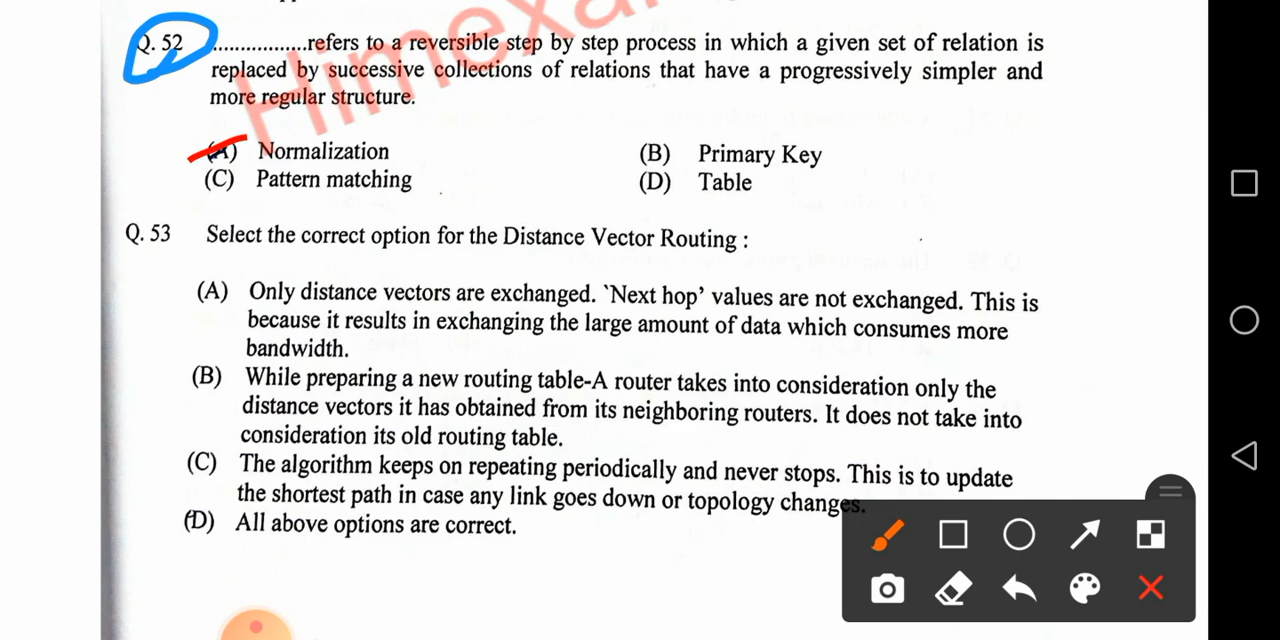 Q. 52 ................refers to a reversible step by step process in which a given set of relation is
replaced by successive collections of relations that have a progressively simpler and
more regular structure.
(A) Normalization (B) Primary Key
(C) Pattern matching (D) Table
Q. 53 Select the correct option for the Distance Vector Routing :
(A) Only distance vectors are exchanged. `Next hop' values are not exchanged. This is
because it results in exchanging the large amount of data which consumes more
bandwidth.
(B) While preparing a new routing table-A router takes into consideration only the
distance vectors it has obtained from its neighboring routers. It does not take into
consideration its old routing table.
(C) The algorithm keeps on repeating periodically and never stops. This is to update
the shortest path in case any link goes down or topology changes.
(D) All above options are correct.
Himexa